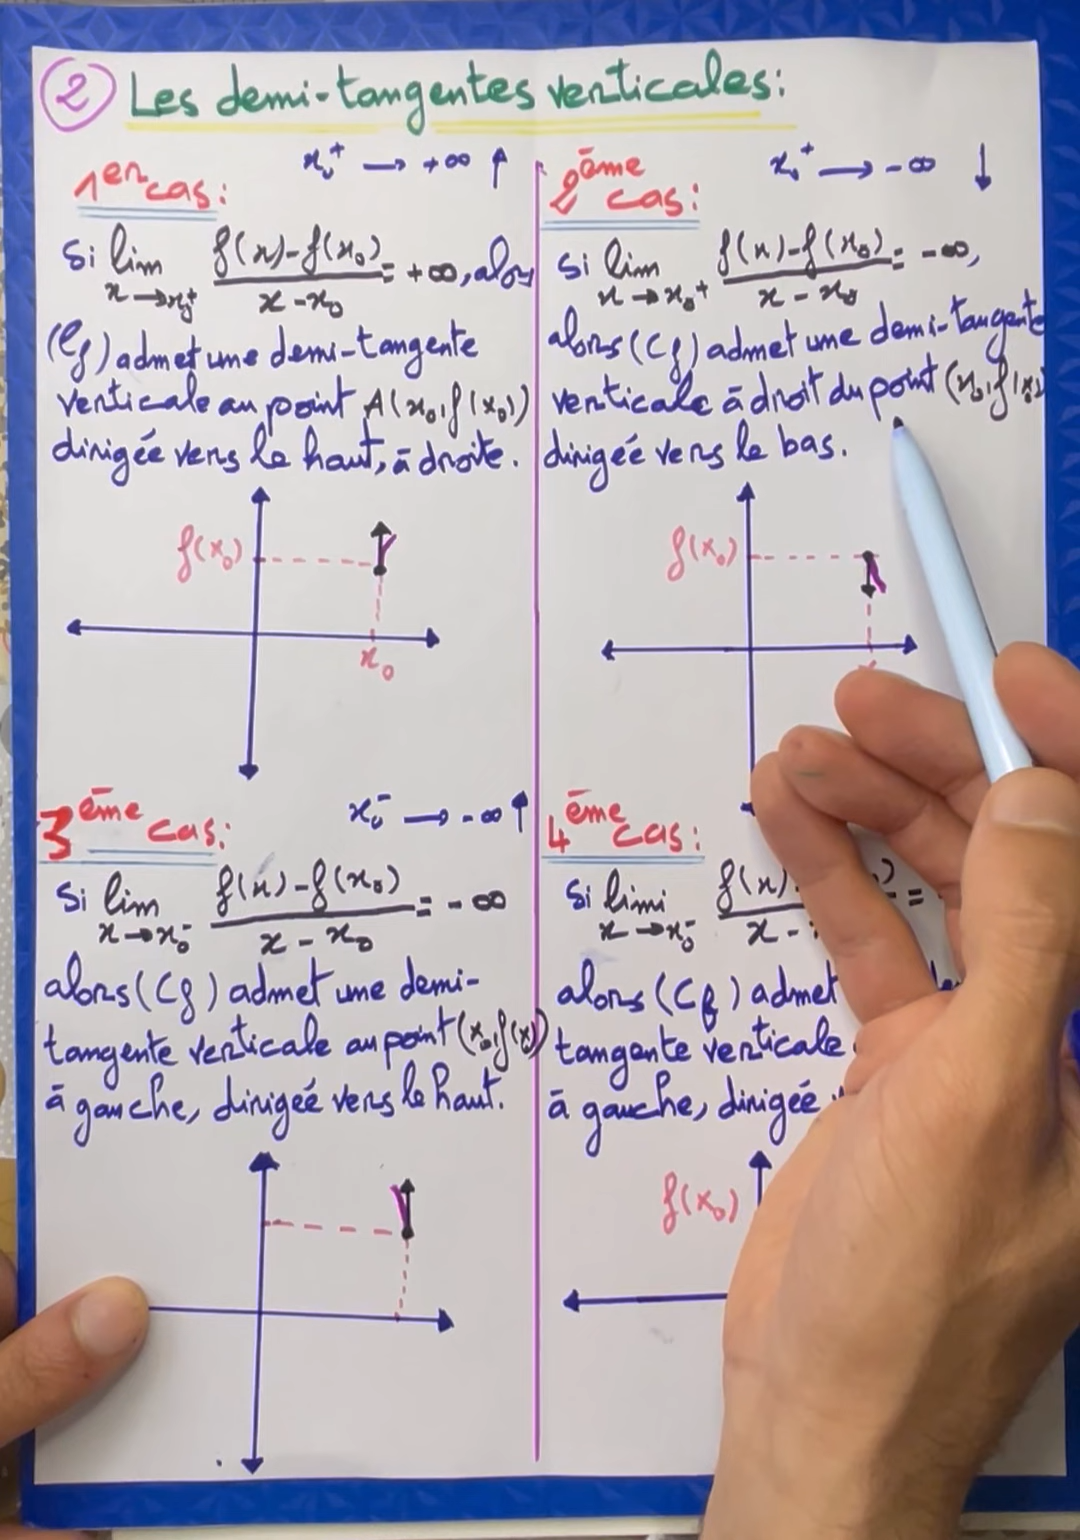 ② Les demi-tangentes verticales:
1er cas:
x₀⁺ → +∞ ↑
Si lim x→x₀⁺ (f(x)-f(x₀))/(x-x₀) = +∞, alors
(Cf) admet une demi-tangente
verticale au point A(x₀, f(x₀))
dirigée vers le haut, à droite.
f(x₀)
x₀
2ème cas:
x₀⁺ → -∞ ↓
Si lim x→x₀⁺ (f(x)-f(x₀))/(x-x₀) = -∞,
alors (Cf) admet une demi-tangente
verticale à droit du point (x₀, f(x₀)
dirigée vers le bas.
f(x₀)
3ème cas:
x₀⁻ → -∞ ↑
Si lim x→x₀⁻ (f(x)-f(x₀))/(x-x₀) = -∞
alors (Cf) admet une demi-
tangente verticale au point (x₀, f(x₀))
à gauche, dirigée vers le haut.
4ème cas:
Si limi x→x₀⁻ f(x) x- =
alors (Cf) admet
tangente verticale
à gauche, dirigée
f(x₀)